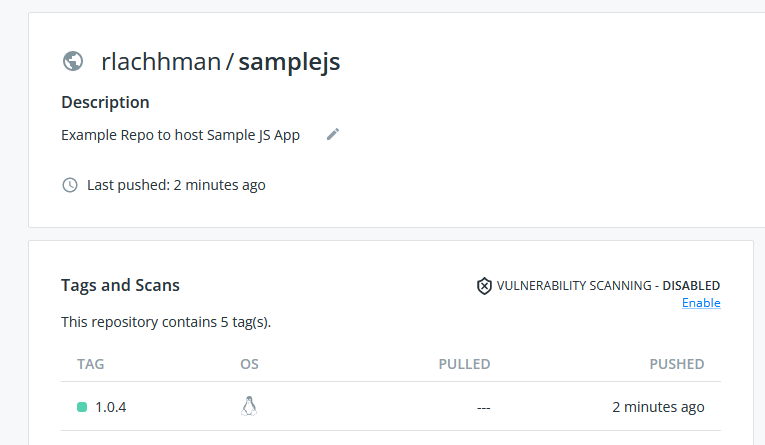 rlachhman / samplejs
Description
Example Repo to host Sample JS App
Last pushed: 2 minutes ago
Tags and Scans
VULNERABILITY SCANNING - DISABLED
Enable
This repository contains 5 tag(s).
TAG OS PULLED PUSHED
1.0.4 --- 2 minutes ago